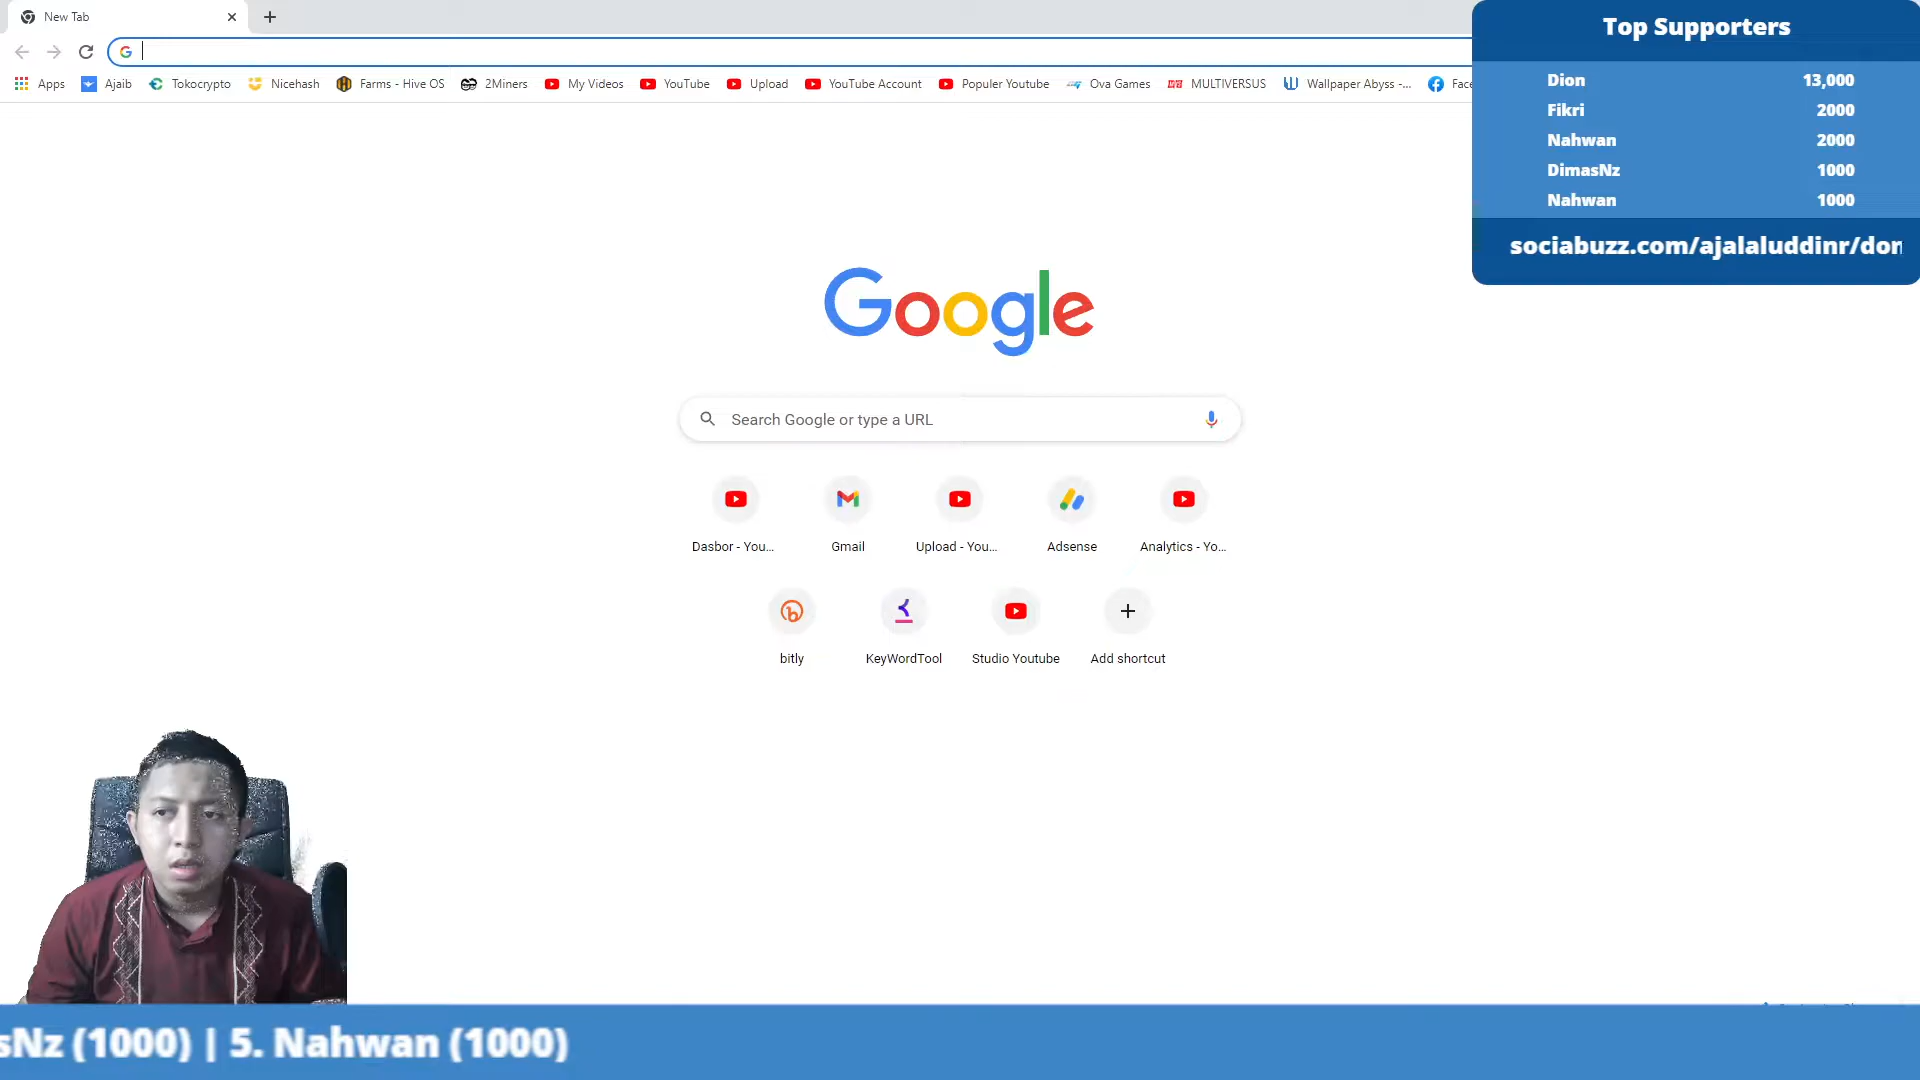 New Tab
Apps Ajaib Tokocrypto Nicehash Farms - Hive OS 2Miners My Videos YouTube Upload YouTube Account Populer Youtube Ova Games MULTIVERSUS Wallpaper Abyss -... Face
Top Supporters
Dion 13,000
Fikri 2000
Nahwan 2000
DimasNz 1000
Nahwan 1000
sociabuzz.com/ajalaluddinr/don
Google
Search Google or type a URL
Dasbor - You... Gmail Upload - You... Adsense Analytics - Yo...
bitly KeyWordTool Studio Youtube Add shortcut
sNz (1000) | 5. Nahwan (1000)